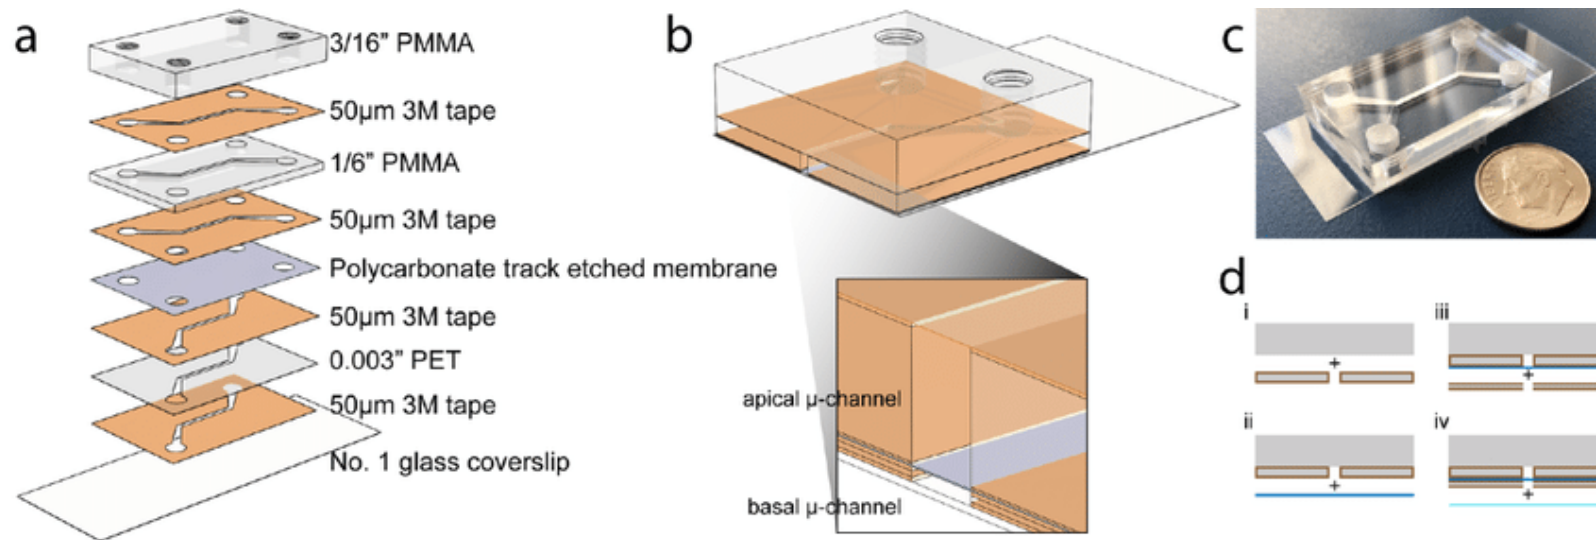 a
3/16” PMMA
50µm 3M tape
1/6” PMMA
50µm 3M tape
Polycarbonate track etched membrane
50µm 3M tape
0.003” PET
50µm 3M tape
No. 1 glass coverslip
b
apical µ-channel
basal µ-channel
c
d
i
+
ii
+
iii
+
iv
+